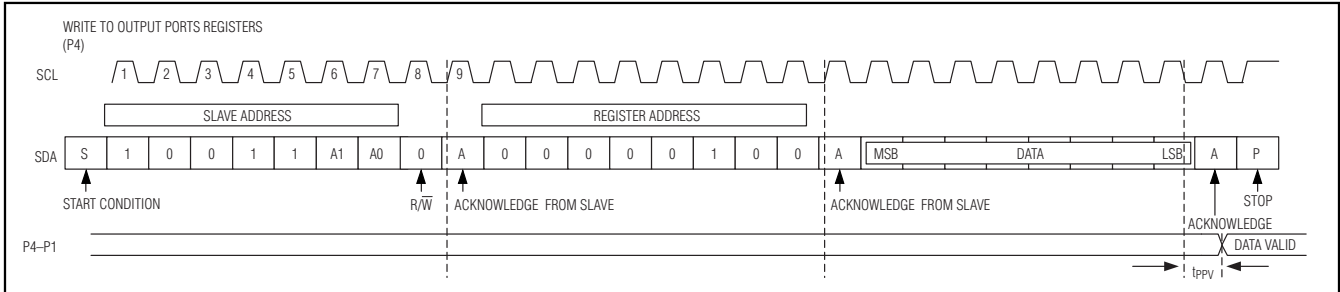 WRITE TO OUTPUT PORTS REGISTERS
(P4)
SCL 1 2 3 4 5 6 7 8 9
SLAVE ADDRESS REGISTER ADDRESS
SDA S 1 0 0 1 1 A1 A0 0 A 0 0 0 0 0 1 0 0 A MSB DATA LSB A P
START CONDITION R/W̅ ACKNOWLEDGE FROM SLAVE ACKNOWLEDGE FROM SLAVE STOP
ACKNOWLEDGE
P4–P1 DATA VALID
tPPV